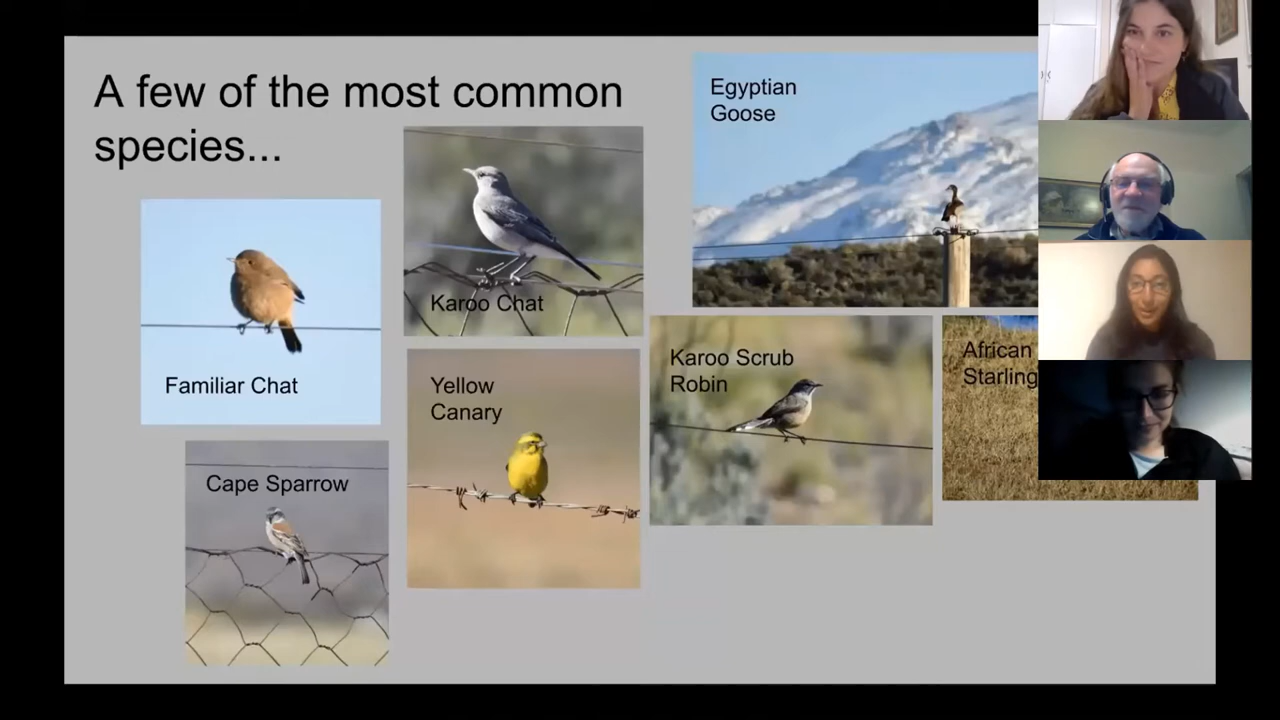 A few of the most common
species...
Familiar Chat
Karoo Chat
Egyptian
Goose
Cape Sparrow
Yellow
Canary
Karoo Scrub
Robin
African
Starling